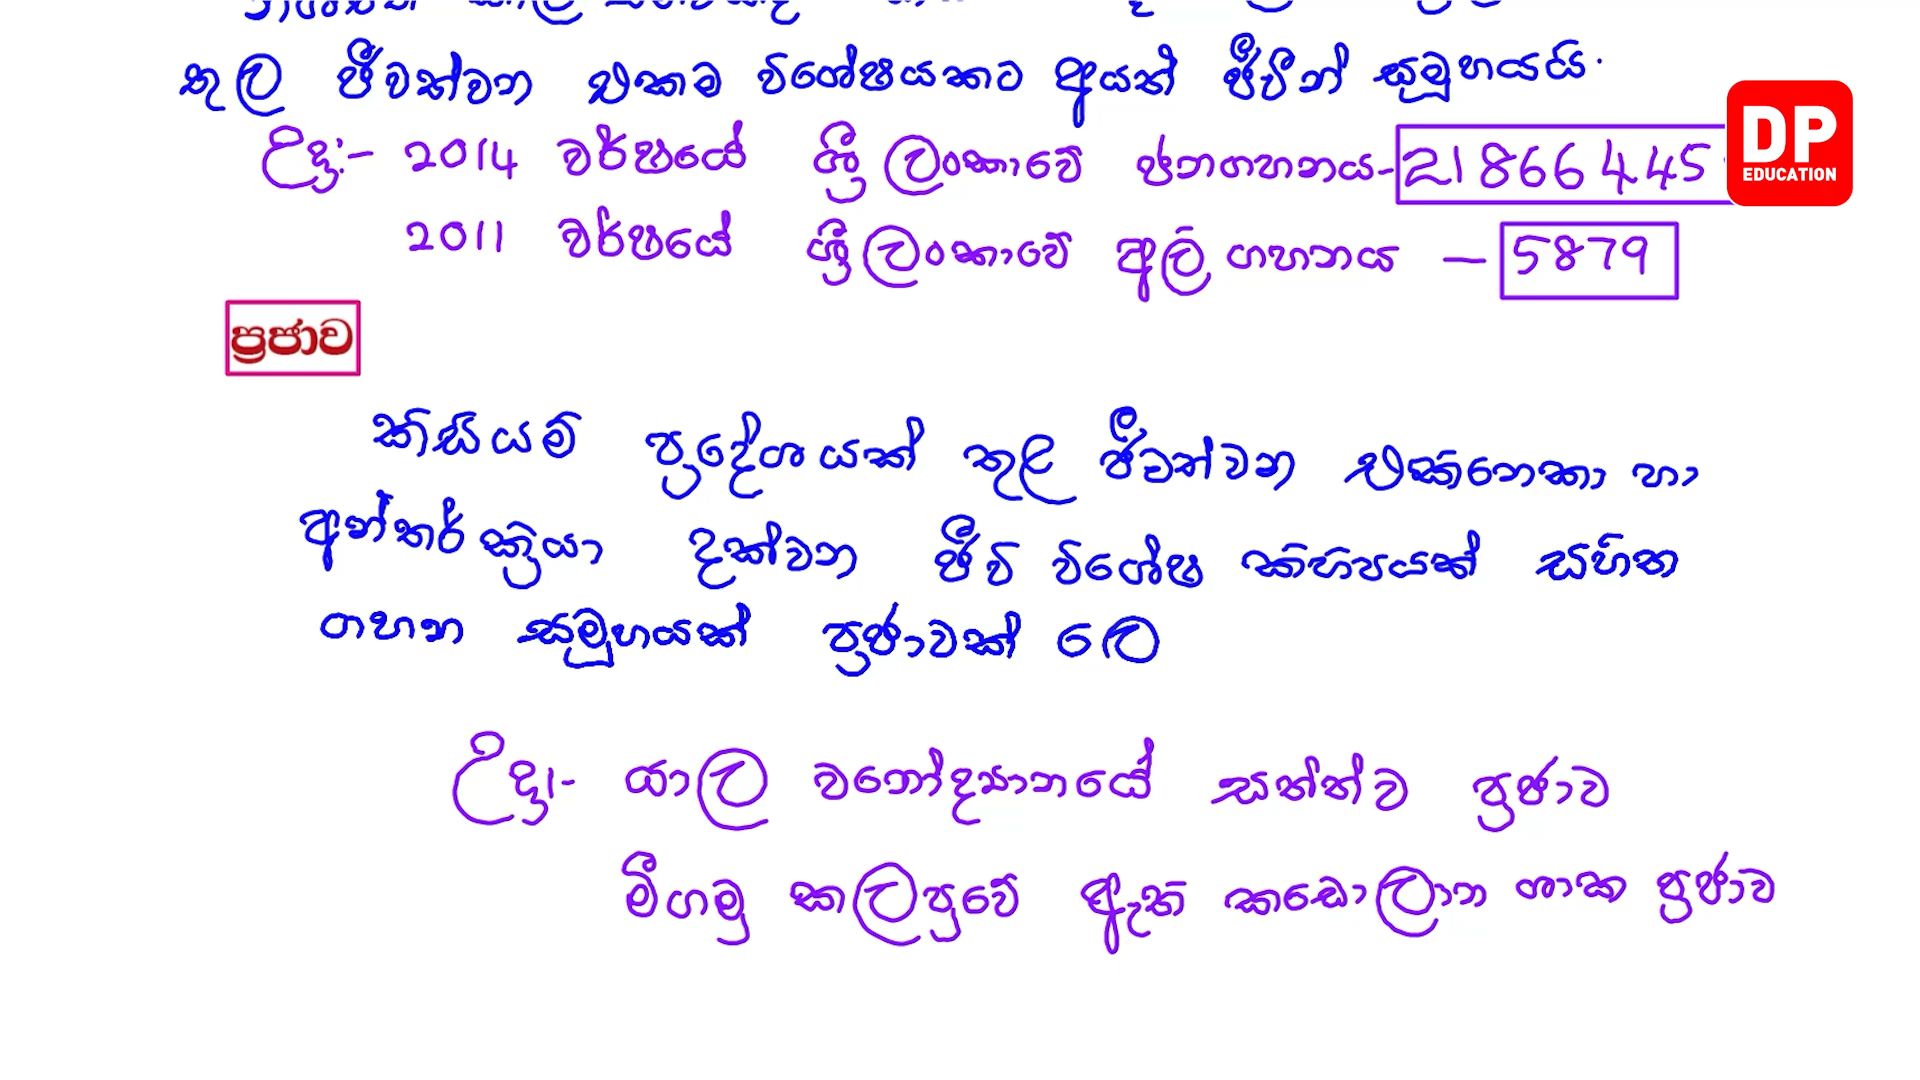 තුල ජීවත්වන එකම විශේෂයකට අයත් ජීවීන් සමූහයයි.
උදා:- 2014 වර්ෂයේ ශ්‍රී ලංකාවේ ජනගහනය - 21866445
2011 වර්ෂයේ ශ්‍රී ලංකාවේ අලි ගහනය - 5879
DP
EDUCATION
ප්‍රජාව
කිසියම් ප්‍රදේශයක් තුළ ජීවත්වන එකිනෙකා හා
අන්තර් ක්‍රියා දක්වන ජීවි විශේෂ කිහිපයක් සහිත
ගහන සමූහයක් ප්‍රජාවක් ලෙ
උදා:- යාල වනෝද්‍යානයේ සත්ත්ව ප්‍රජාව
මීගමු කලපුවේ ඇති කඩොලාන ශාක ප්‍රජාව